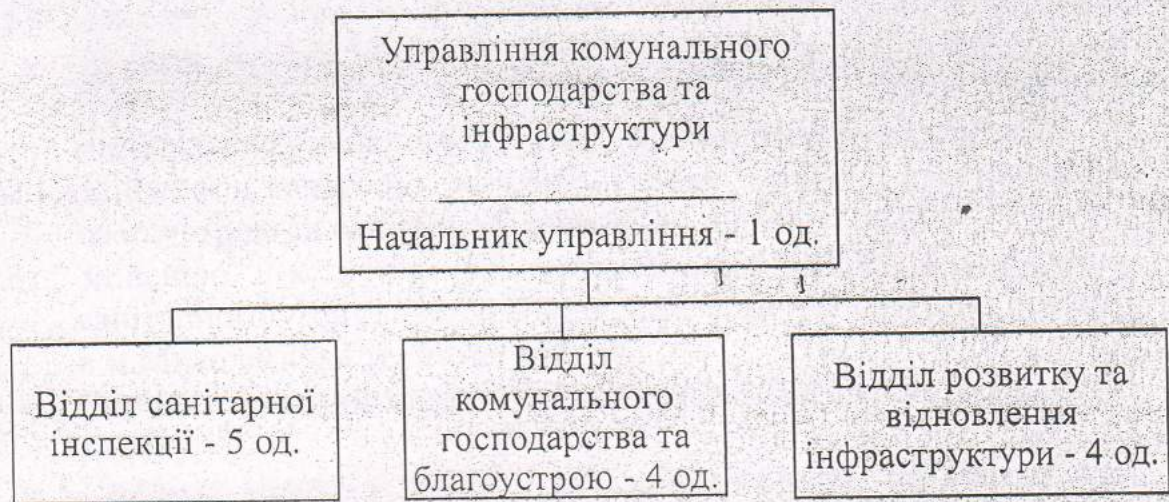 Управління комунального
господарства та
інфраструктури
Начальник управління - 1 од.
Відділ санітарної
інспекції - 5 од.
Відділ
комунального
господарства та
благоустрою - 4 од.
Відділ розвитку та
відновлення
інфраструктури - 4 од.